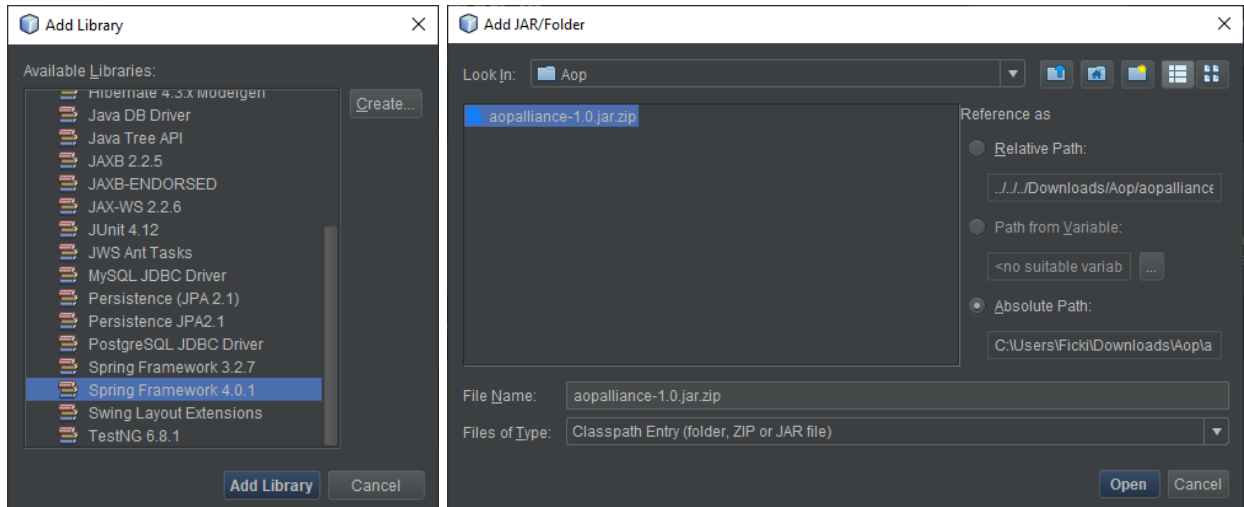 Add Library
Available Libraries:
Hibernate 4.3.x Modelgen
Java DB Driver
Java Tree API
JAXB 2.2.5
JAXB-ENDORSED
JAX-WS 2.2.6
JUnit 4.12
JWS Ant Tasks
MySQL JDBC Driver
Persistence (JPA 2.1)
Persistence JPA2.1
PostgreSQL JDBC Driver
Spring Framework 3.2.7
Spring Framework 4.0.1
Swing Layout Extensions
TestNG 6.8.1
Create...
Add Library
Cancel
Add JAR/Folder
Look In:
Aop
aopalliance-1.0.jar.zip
Reference as
Relative Path:
../../../Downloads/Aop/aopalliance
Path from Variable:
<no suitable variab
...
Absolute Path:
C:\Users\Ficki\Downloads\Aop\a
File Name:
aopalliance-1.0.jar.zip
Files of Type:
Classpath Entry (folder, ZIP or JAR file)
Open
Cancel